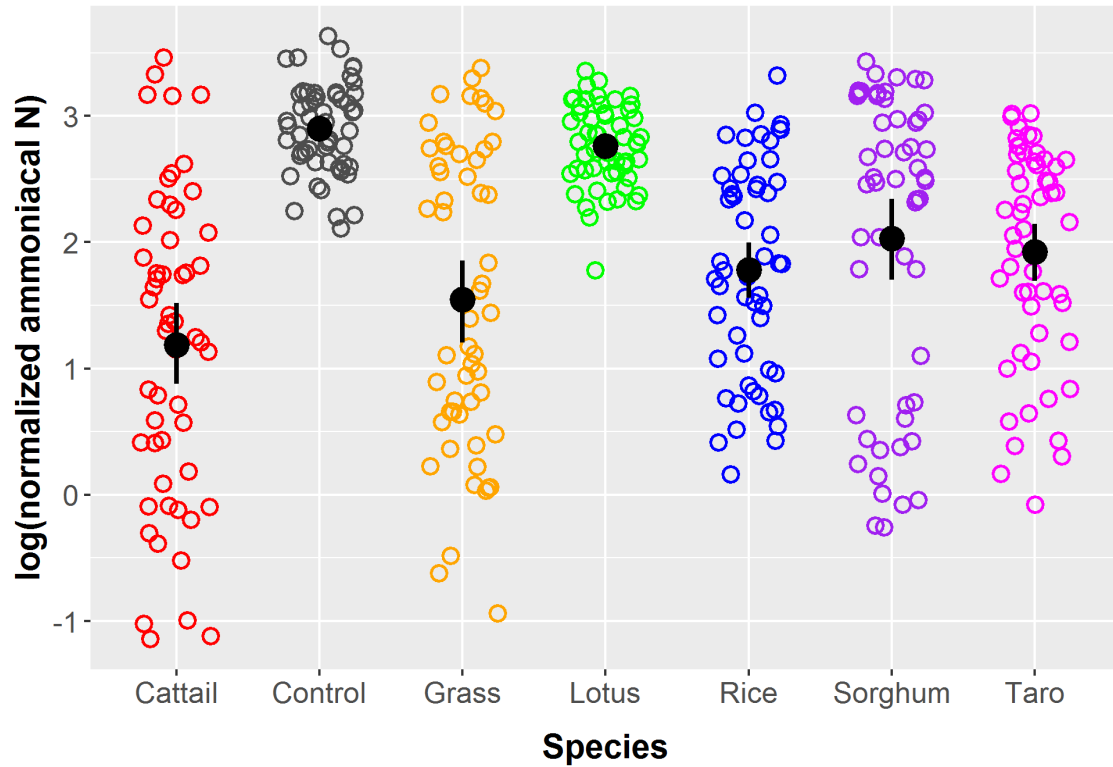 log(normalized ammoniacal N)
3
2
1
0
-1
Cattail Control Grass Lotus Rice Sorghum Taro
Species